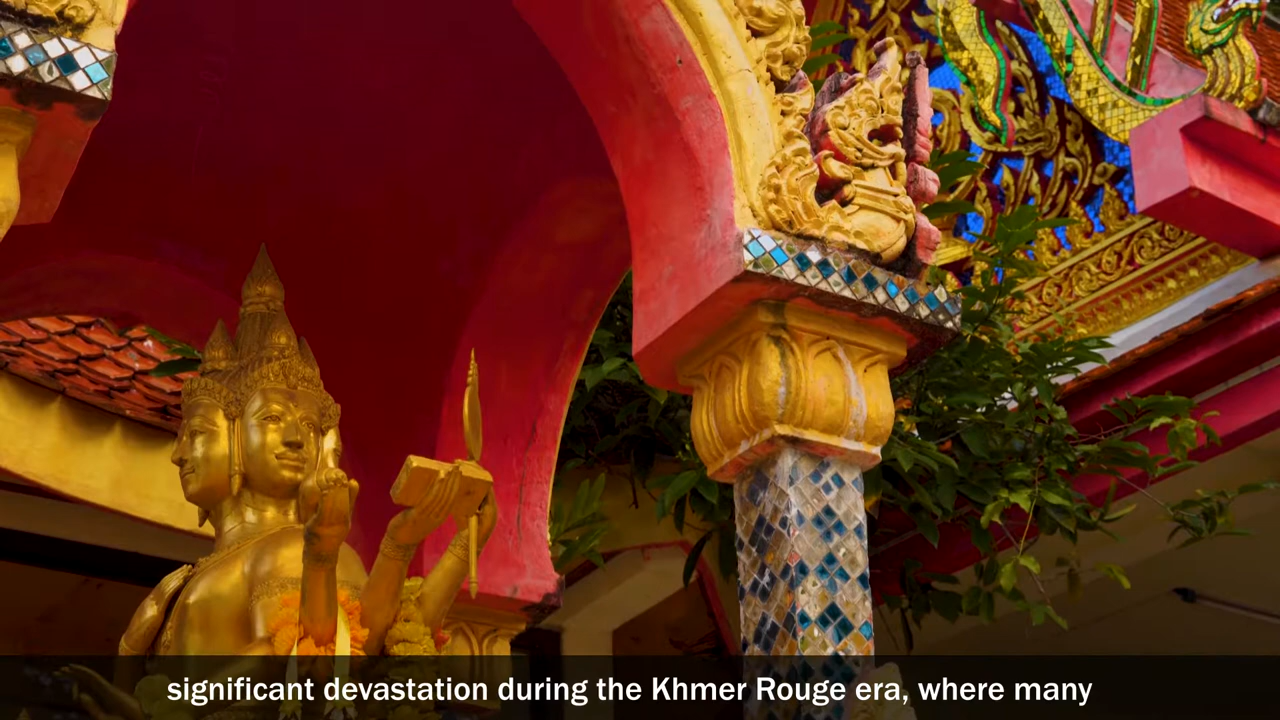 significant devastation during the Khmer Rouge era, where many